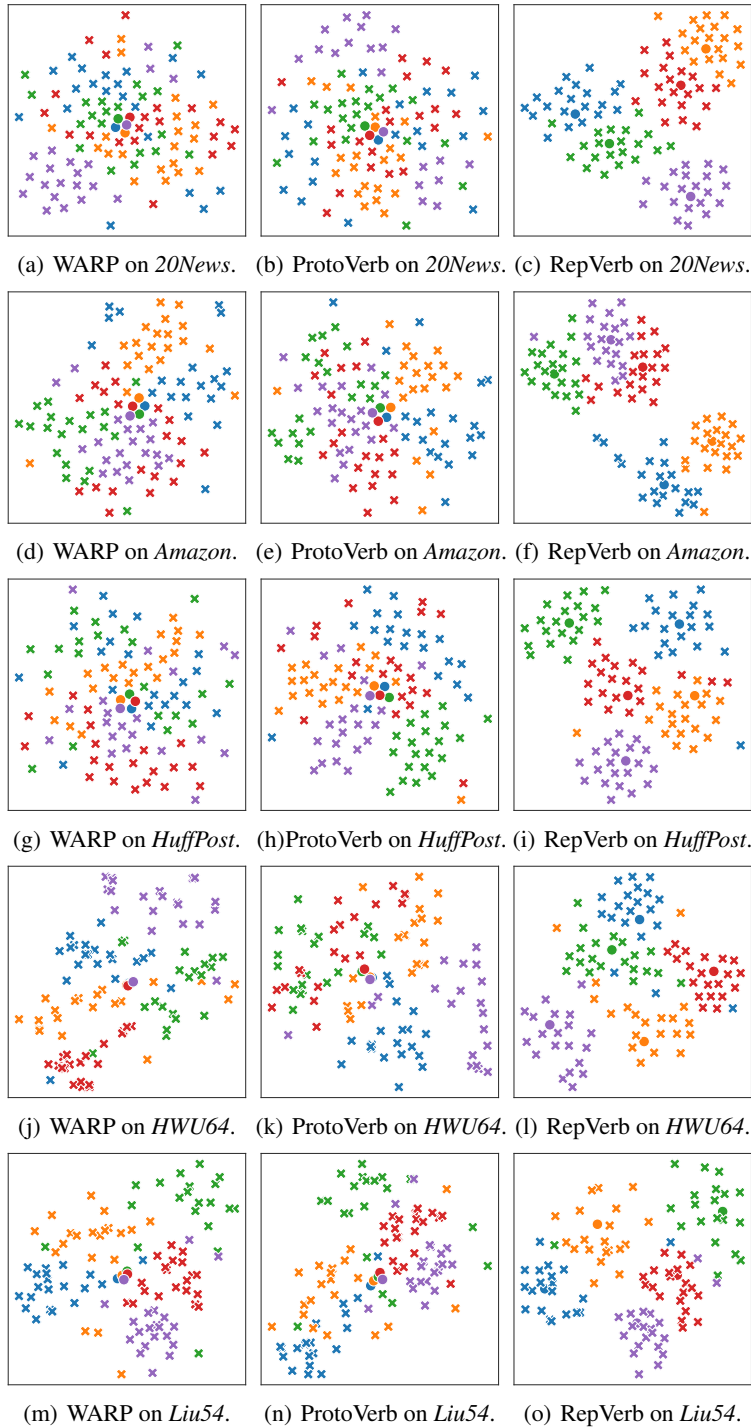 (a) WARP on 20News. (b) ProtoVerb on 20News. (c) RepVerb on 20News.
(d) WARP on Amazon. (e) ProtoVerb on Amazon. (f) RepVerb on Amazon.
(g) WARP on HuffPost. (h)ProtoVerb on HuffPost. (i) RepVerb on HuffPost.
(j) WARP on HWU64. (k) ProtoVerb on HWU64. (l) RepVerb on HWU64.
(m) WARP on Liu54. (n) ProtoVerb on Liu54. (o) RepVerb on Liu54.